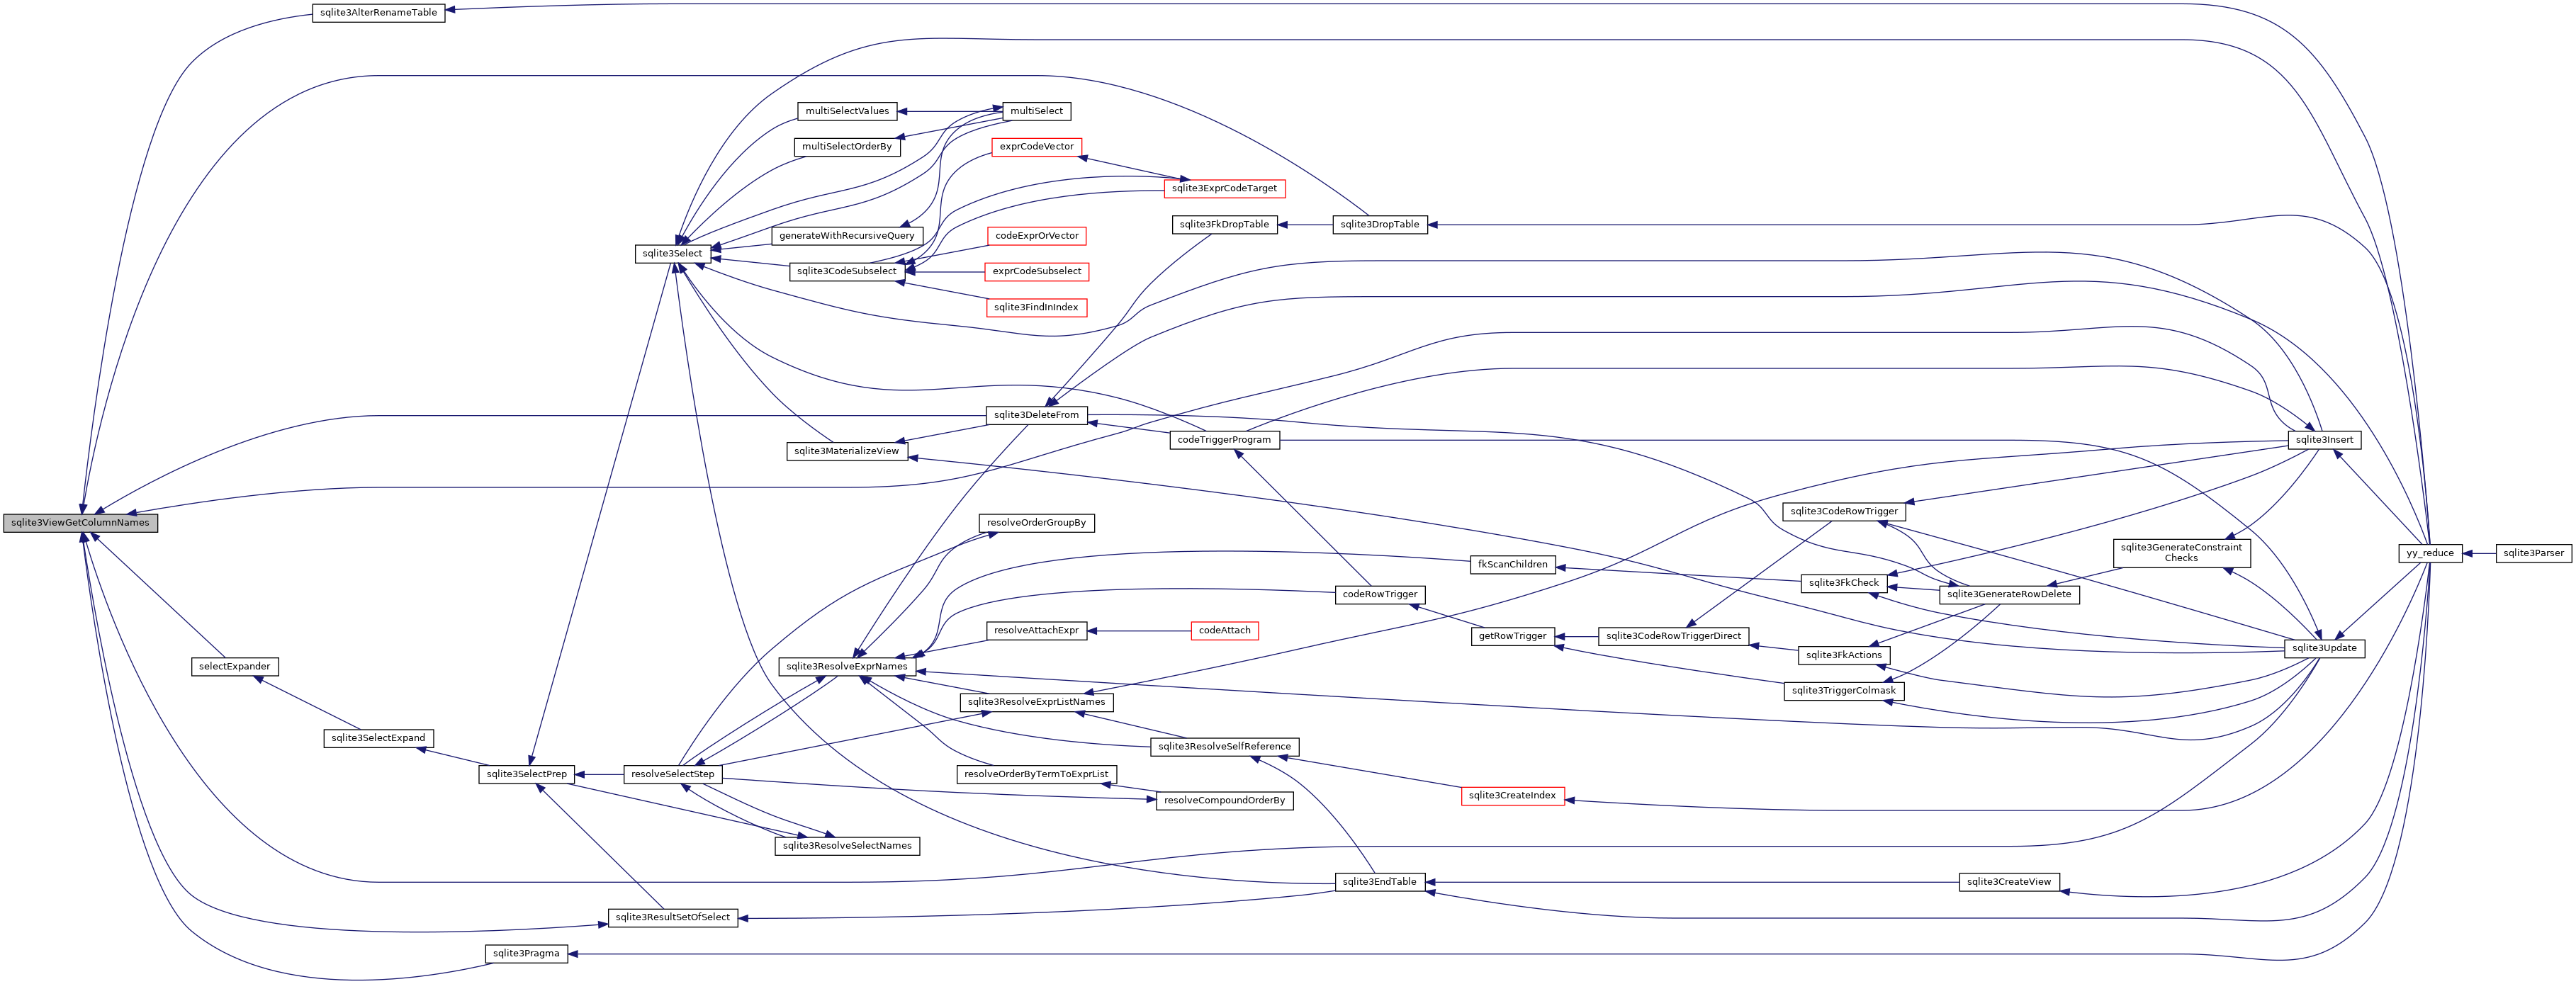 sqlite3AlterRenameTable
multiSelectValues
multiSelect
multiSelectOrderBy
exprCodeVector
sqlite3ExprCodeTarget
sqlite3FkDropTable
sqlite3DropTable
generateWithRecursiveQuery
codeExprOrVector
sqlite3Select
sqlite3CodeSubselect
exprCodeSubselect
sqlite3FindInIndex
sqlite3DeleteFrom
codeTriggerProgram
sqlite3Insert
sqlite3MaterializeView
sqlite3ViewGetColumnNames
resolveOrderGroupBy
sqlite3CodeRowTrigger
sqlite3GenerateConstraint
Checks
yy_reduce
sqlite3Parser
fkScanChildren
sqlite3FkCheck
codeRowTrigger
sqlite3GenerateRowDelete
resolveAttachExpr
codeAttach
getRowTrigger
sqlite3CodeRowTriggerDirect
sqlite3Update
sqlite3FkActions
selectExpander
sqlite3ResolveExprNames
sqlite3TriggerColmask
sqlite3ResolveExprListNames
sqlite3SelectExpand
sqlite3ResolveSelfReference
sqlite3SelectPrep
resolveSelectStep
resolveOrderByTermToExprList
sqlite3CreateIndex
resolveCompoundOrderBy
sqlite3ResolveSelectNames
sqlite3EndTable
sqlite3CreateView
sqlite3ResultSetOfSelect
sqlite3Pragma